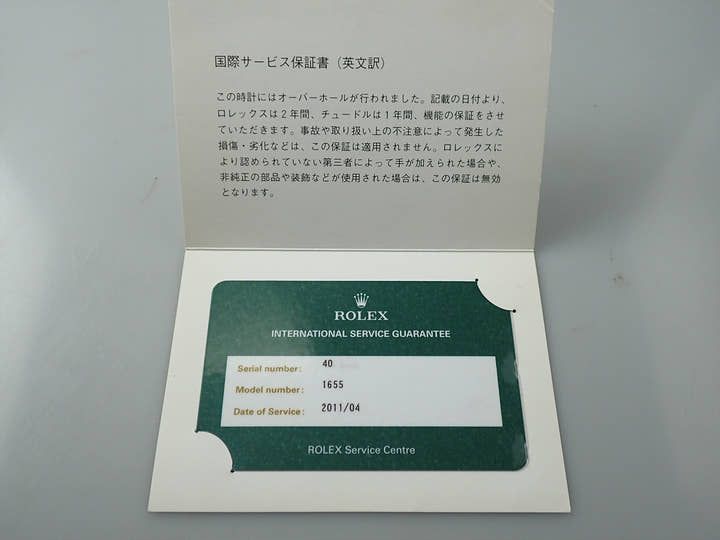 国際サービス保証書（英文訳）
この時計にはオーバーホールが行われました。記載の日付より、
ロレックスは２年間、チュードルは１年間、機能の保証をさせ
ていただきます。事故や取り扱い上の不注意によって発生した
損傷・劣化などは、この保証は適用されません。ロレックスに
より認められていない第三者によって手が加えられた場合や、
非純正の部品や装飾などが使用された場合は、この保証は無効
となります。
ROLEX
INTERNATIONAL SERVICE GUARANTEE
Serial number: 40
Model number: 1655
Date of Service: 2011/04
ROLEX Service Centre